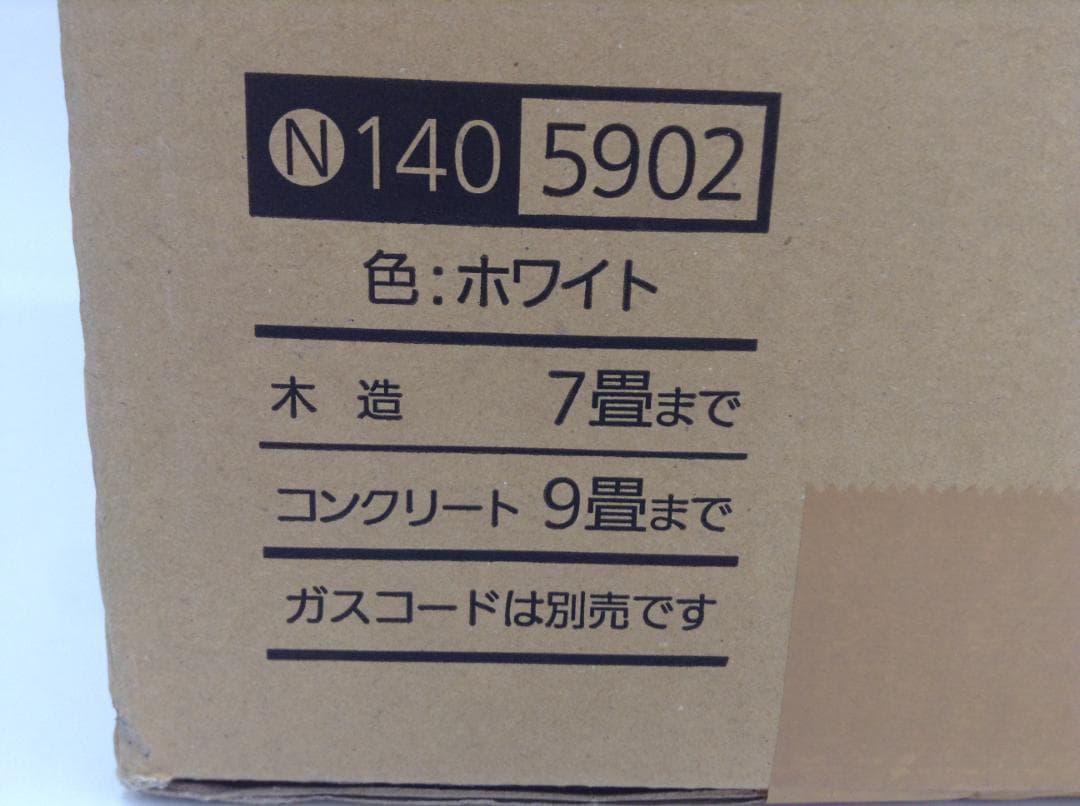 Ⓝ140 5902
色:ホワイト
木造 7畳まで
コンクリート 9畳まで
ガスコードは別売です